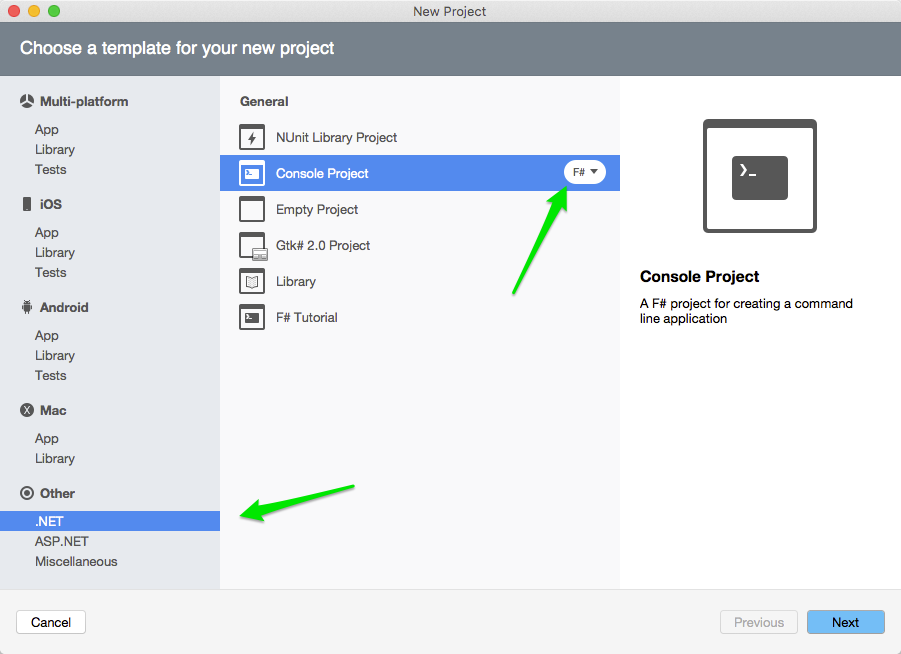 New Project
Choose a template for your new project
Multi-platform
App
Library
Tests
iOS
App
Library
Tests
Android
App
Library
Tests
X
Mac
App
Library
Other
.NET
ASP.NET
Miscellaneous
General
NUnit Library Project
Console Project
F#
Empty Project
Gtk# 2.0 Project
Library
F# Tutorial
Console Project
A F# project for creating a command
line application
Cancel
Previous
Next